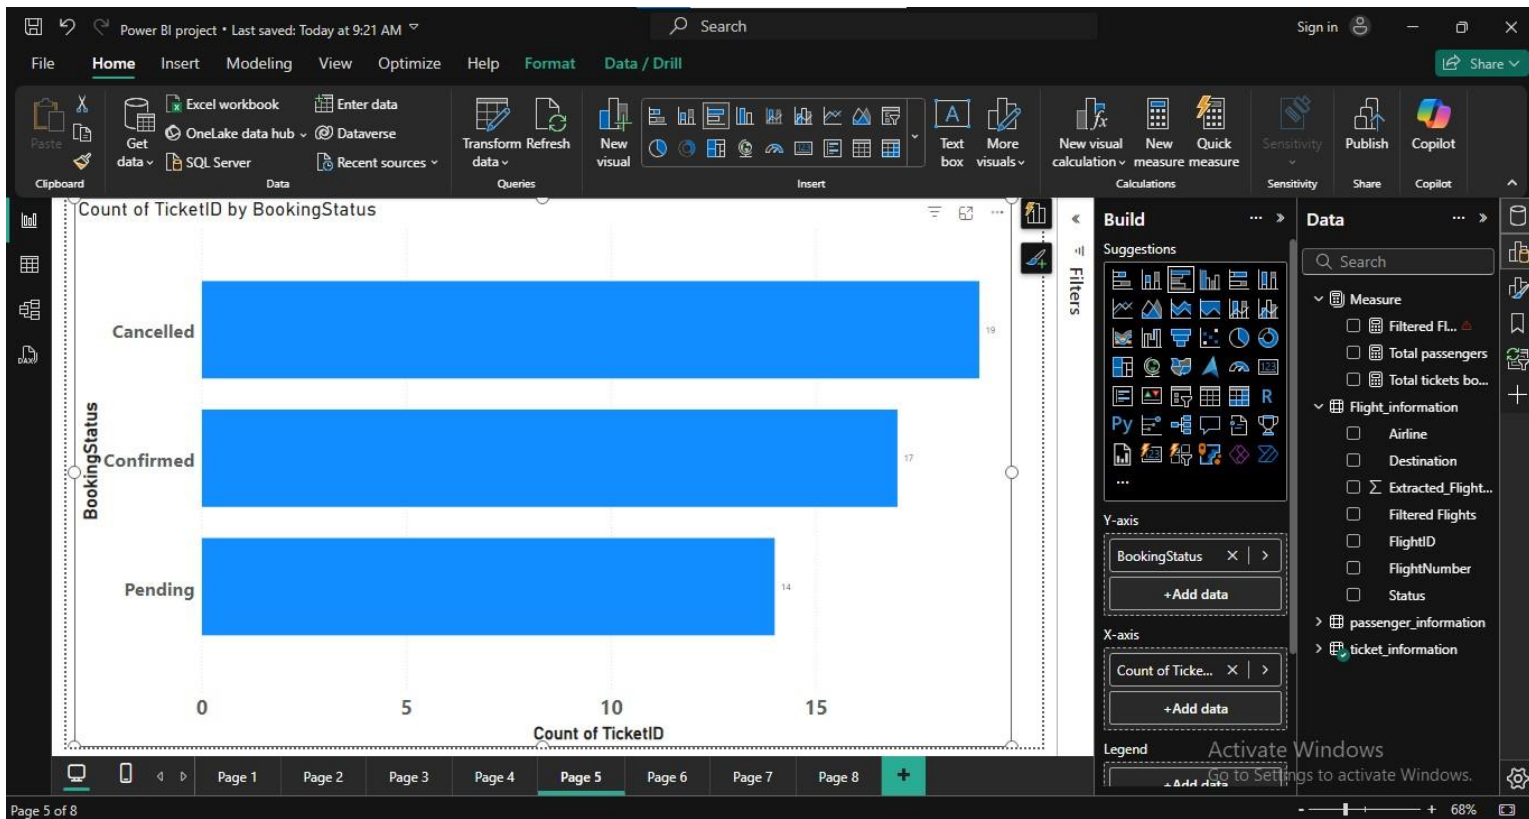 Power BI project • Last saved: Today at 9:21 AM
Search
Sign in
File Home Insert Modeling View Optimize Help Format Data / Drill
Share
Paste
Get data
Excel workbook
OneLake data hub
SQL Server
Enter data
Dataverse
Recent sources
Transform data
Refresh
New visual
A
Text box
More visuals
New visual calculation
New measure
Quick measure
Sensitivity
Publish
Copilot
Clipboard
Data
Queries
Insert
Calculations
Sensitivity
Share
Copilot
Count of TicketID by BookingStatus
BookingStatus
Cancelled
19
Confirmed
17
Pending
14
0 5 10 15
Count of TicketID
Filters
Build
Suggestions
123
R
Py
123
...
Y-axis
BookingStatus
+Add data
X-axis
Count of Ticke...
+Add data
Legend
+Add data
Data
Search
Measure
Filtered Fl...
Total passengers
Total tickets bo...
Flight_information
Airline
Destination
Σ Extracted_Flight...
Filtered Flights
FlightID
FlightNumber
Status
passenger_information
ticket_information
Activate Windows
Go to Settings to activate Windows.
DAX
Page 1 Page 2 Page 3 Page 4 Page 5 Page 6 Page 7 Page 8 +
Page 5 of 8
- + 68%